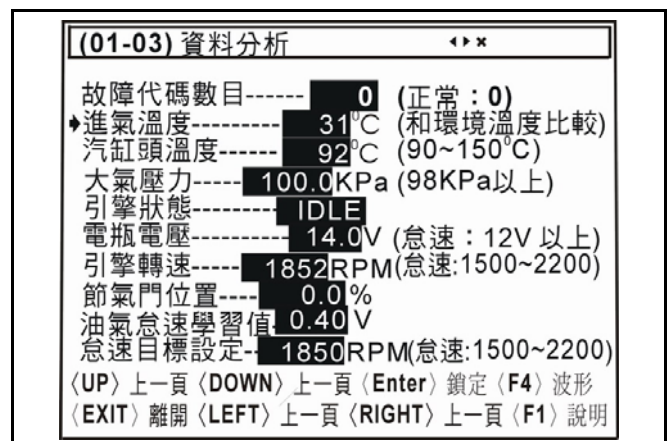 (01-03) 資料分析
故障代碼數目------ 0 (正常：0)
進氣溫度--------- 31°C (和環境溫度比較)
汽缸頭溫度------- 92°C (90~150°C)
大氣壓力----- 100.0KPa (98KPa以上)
引擎狀態--------- IDLE
電瓶電壓---------- 14.0V (怠速：12V 以上)
引擎轉速----- 1852RPM(怠速:1500~2200)
節氣門位置---- 0.0%
油氣怠速學習值- 0.40 V
怠速目標設定-- 1850RPM(怠速:1500~2200)
〈UP〉上一頁〈DOWN〉上一頁〈Enter〉鎖定〈F4〉波形
〈EXIT〉離開〈LEFT〉上一頁〈RIGHT〉上一頁〈F1〉說明